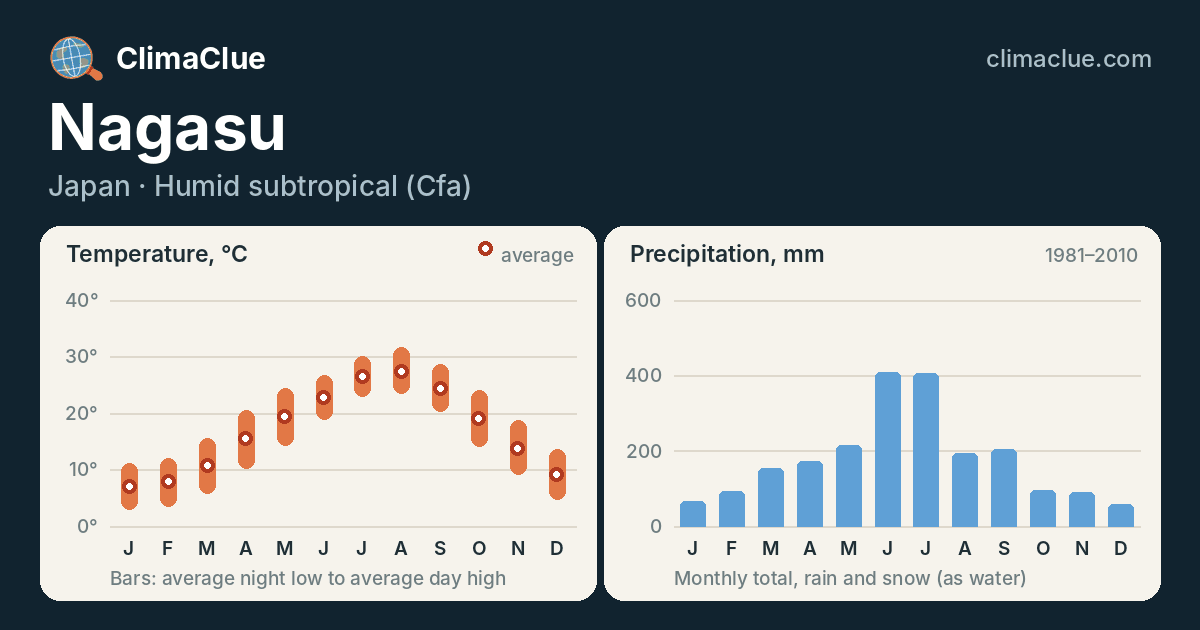 ClimaClue
climaclue.com
Nagasu
Japan · Humid subtropical (Cfa)
Temperature, °C
average
40°
30°
20°
10°
0°
J F M A M J J A S O N D
Bars: average night low to average day high
Precipitation, mm
1981–2010
600
400
200
0
J F M A M J J A S O N D
Monthly total, rain and snow (as water)